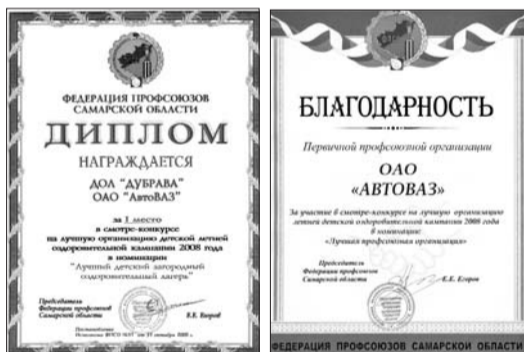 ФЕДЕРАЦИЯ ПРОФСОЮЗОВ
САМАРСКОЙ ОБЛАСТИ
ДИПЛОМ
НАГРАЖДАЕТСЯ
ДОЛ "ДУБРАВА"
ОАО "АвтоВАЗ"
за I место
в смотре-конкурсе
на лучшую организацию детской летней
оздоровительной кампании 2008 года
в номинации
"Лучший детский загородный
оздоровительный лагерь"
Председатель
Федерации профсоюзов
Самарской области
Егоров
БЛАГОДАРНОСТЬ
Первичной профсоюзной организации
ОАО
«АВТОВАЗ»
За участие в смотре-конкурсе на лучшую организацию
летней детской оздоровительной кампании 2008 года
в номинации
«Лучшая профсоюзная организация»
Председатель
Федерации профсоюзов
Самарской области
Егоров
ФЕДЕРАЦИЯ ПРОФСОЮЗОВ САМАРСКОЙ ОБЛАСТИ